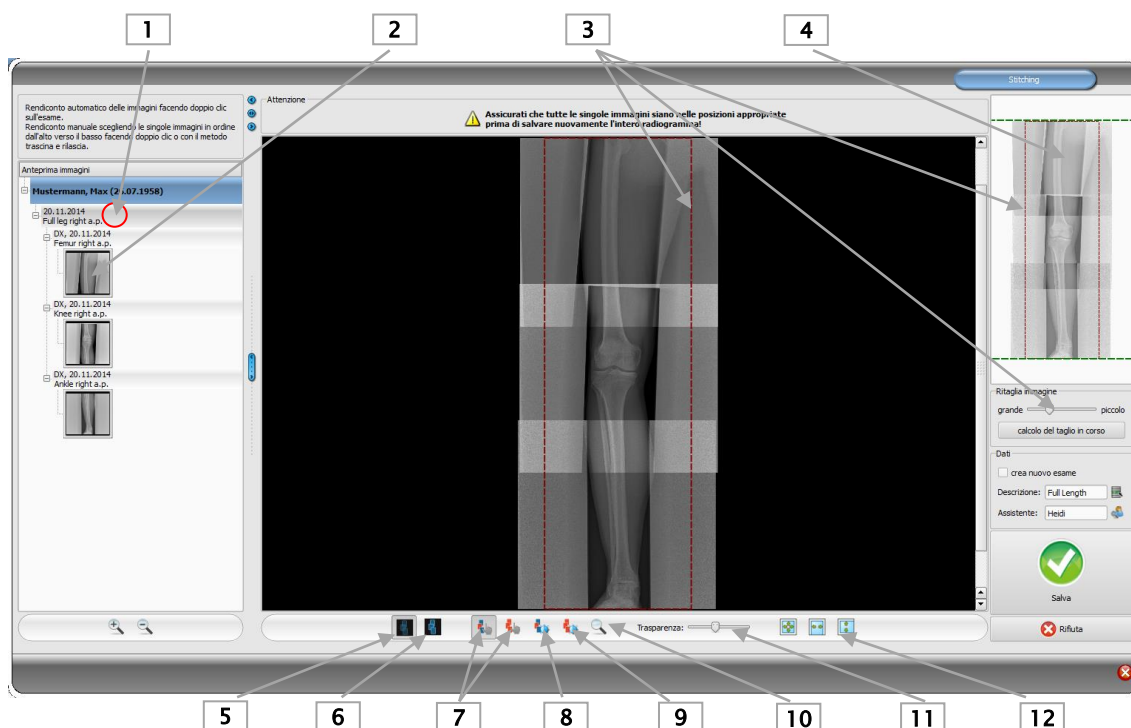 1
2
3
4
Stitching
Rendiconto automatico delle immagini facendo doppio clic
sull'esame.
Rendiconto manuale scegliendo le singole immagini in ordine
dall'alto verso il basso facendo doppio clic o con il metodo
trascina e rilascia.
Attenzione
Assicurati che tutte le singole immagini siano nelle posizioni appropriate
prima di salvare nuovamente l'intero radiogramma!
Anteprima immagini
Mustermann, Max (25.07.1958)
20.11.2014
Full leg right a.p.
DX, 20.11.2014
Femur right a.p.
DX, 20.11.2014
Knee right a.p.
DX, 20.11.2014
Ankle right a.p.
Ritaglia immagine
grande
piccolo
calcolo del taglio in corso
Dati
crea nuovo esame
Descrizione: Full Length
Assistente: Heidi
Salva
Rifiuta
Trasparenza:
5
6
7
8
9
10
11
12